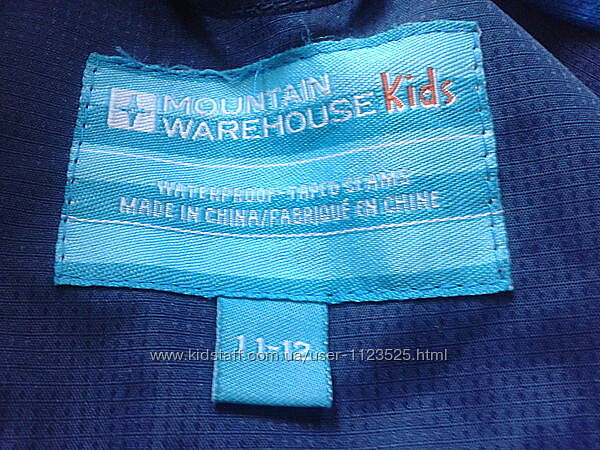 MOUNTAIN
WAREHOUSE Kids
WATERPROOF-TAPED SEAMS
MADE IN CHINA/FABRIQUÉ EN CHINE
11-12
www.kidstaff.com.ua/user-1123525.html